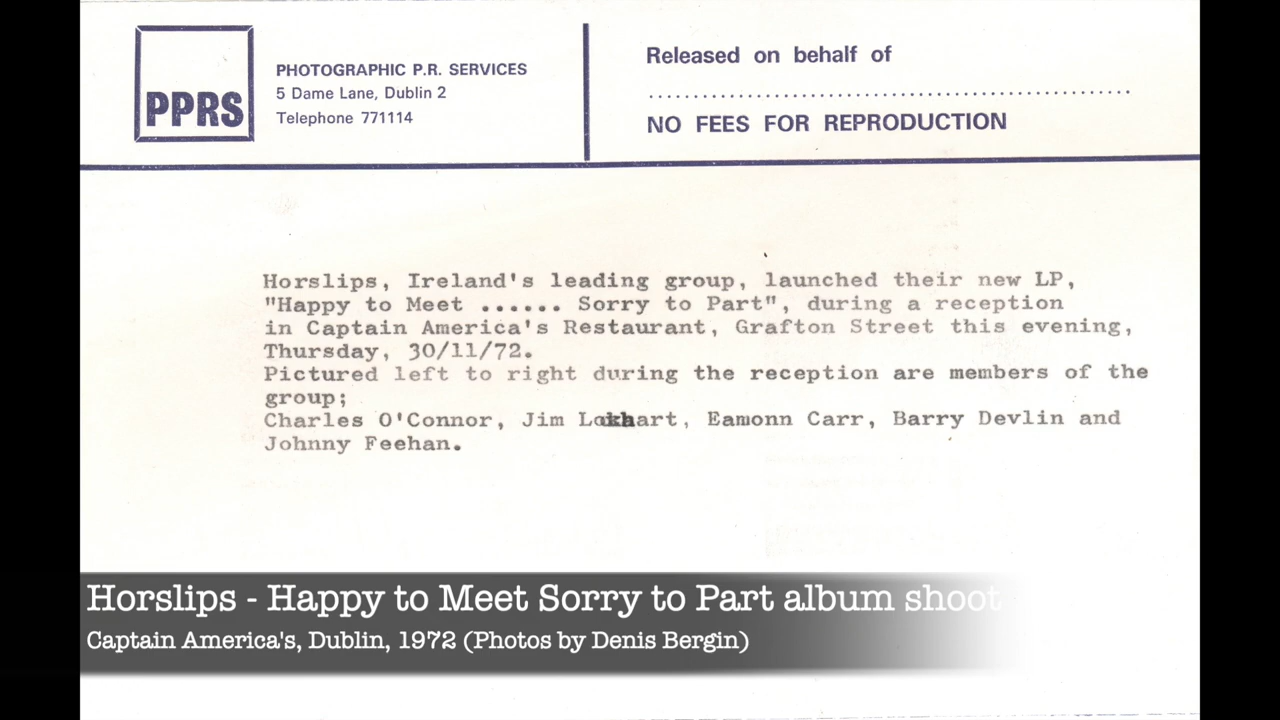 PPRS
PHOTOGRAPHIC P.R. SERVICES
5 Dame Lane, Dublin 2
Telephone 771114
Released on behalf of
NO FEES FOR REPRODUCTION
Horslips, Ireland's leading group, launched their new LP,
"Happy to Meet ...... Sorry to Part", during a reception
in Captain America's Restaurant, Grafton Street this evening,
Thursday, 30/11/72.
Pictured left to right during the reception are members of the
group;
Charles O'Connor, Jim Eamonn Carr, Barry Devlin and
Johnny Feehan.
Horslips - Happy to Meet Sorry to Part album shoot
Captain America's, Dublin, 1972 (Photos by Denis Bergin)